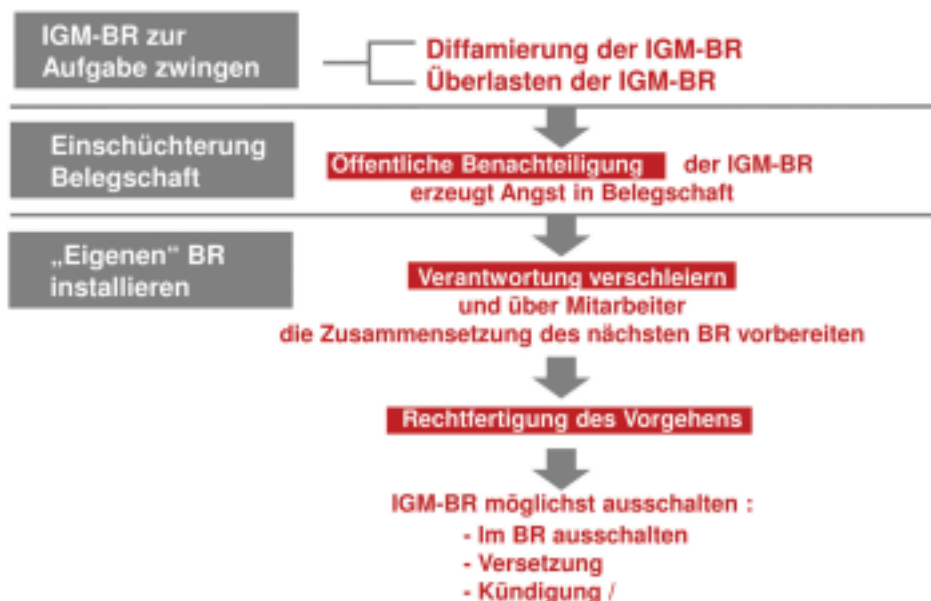 IGM-BR zur
Aufgabe zwingen
Diffamierung der IGM-BR
Überlasten der IGM-BR
Einschüchterung
Belegschaft
Öffentliche Benachteiligung der IGM-BR
erzeugt Angst in Belegschaft
„Eigenen“ BR
installieren
Verantwortung verschleiern
und über Mitarbeiter
die Zusammensetzung des nächsten BR vorbereiten
Rechtfertigung des Vorgehens
IGM-BR möglichst ausschalten :
- Im BR ausschalten
- Versetzung
- Kündigung /